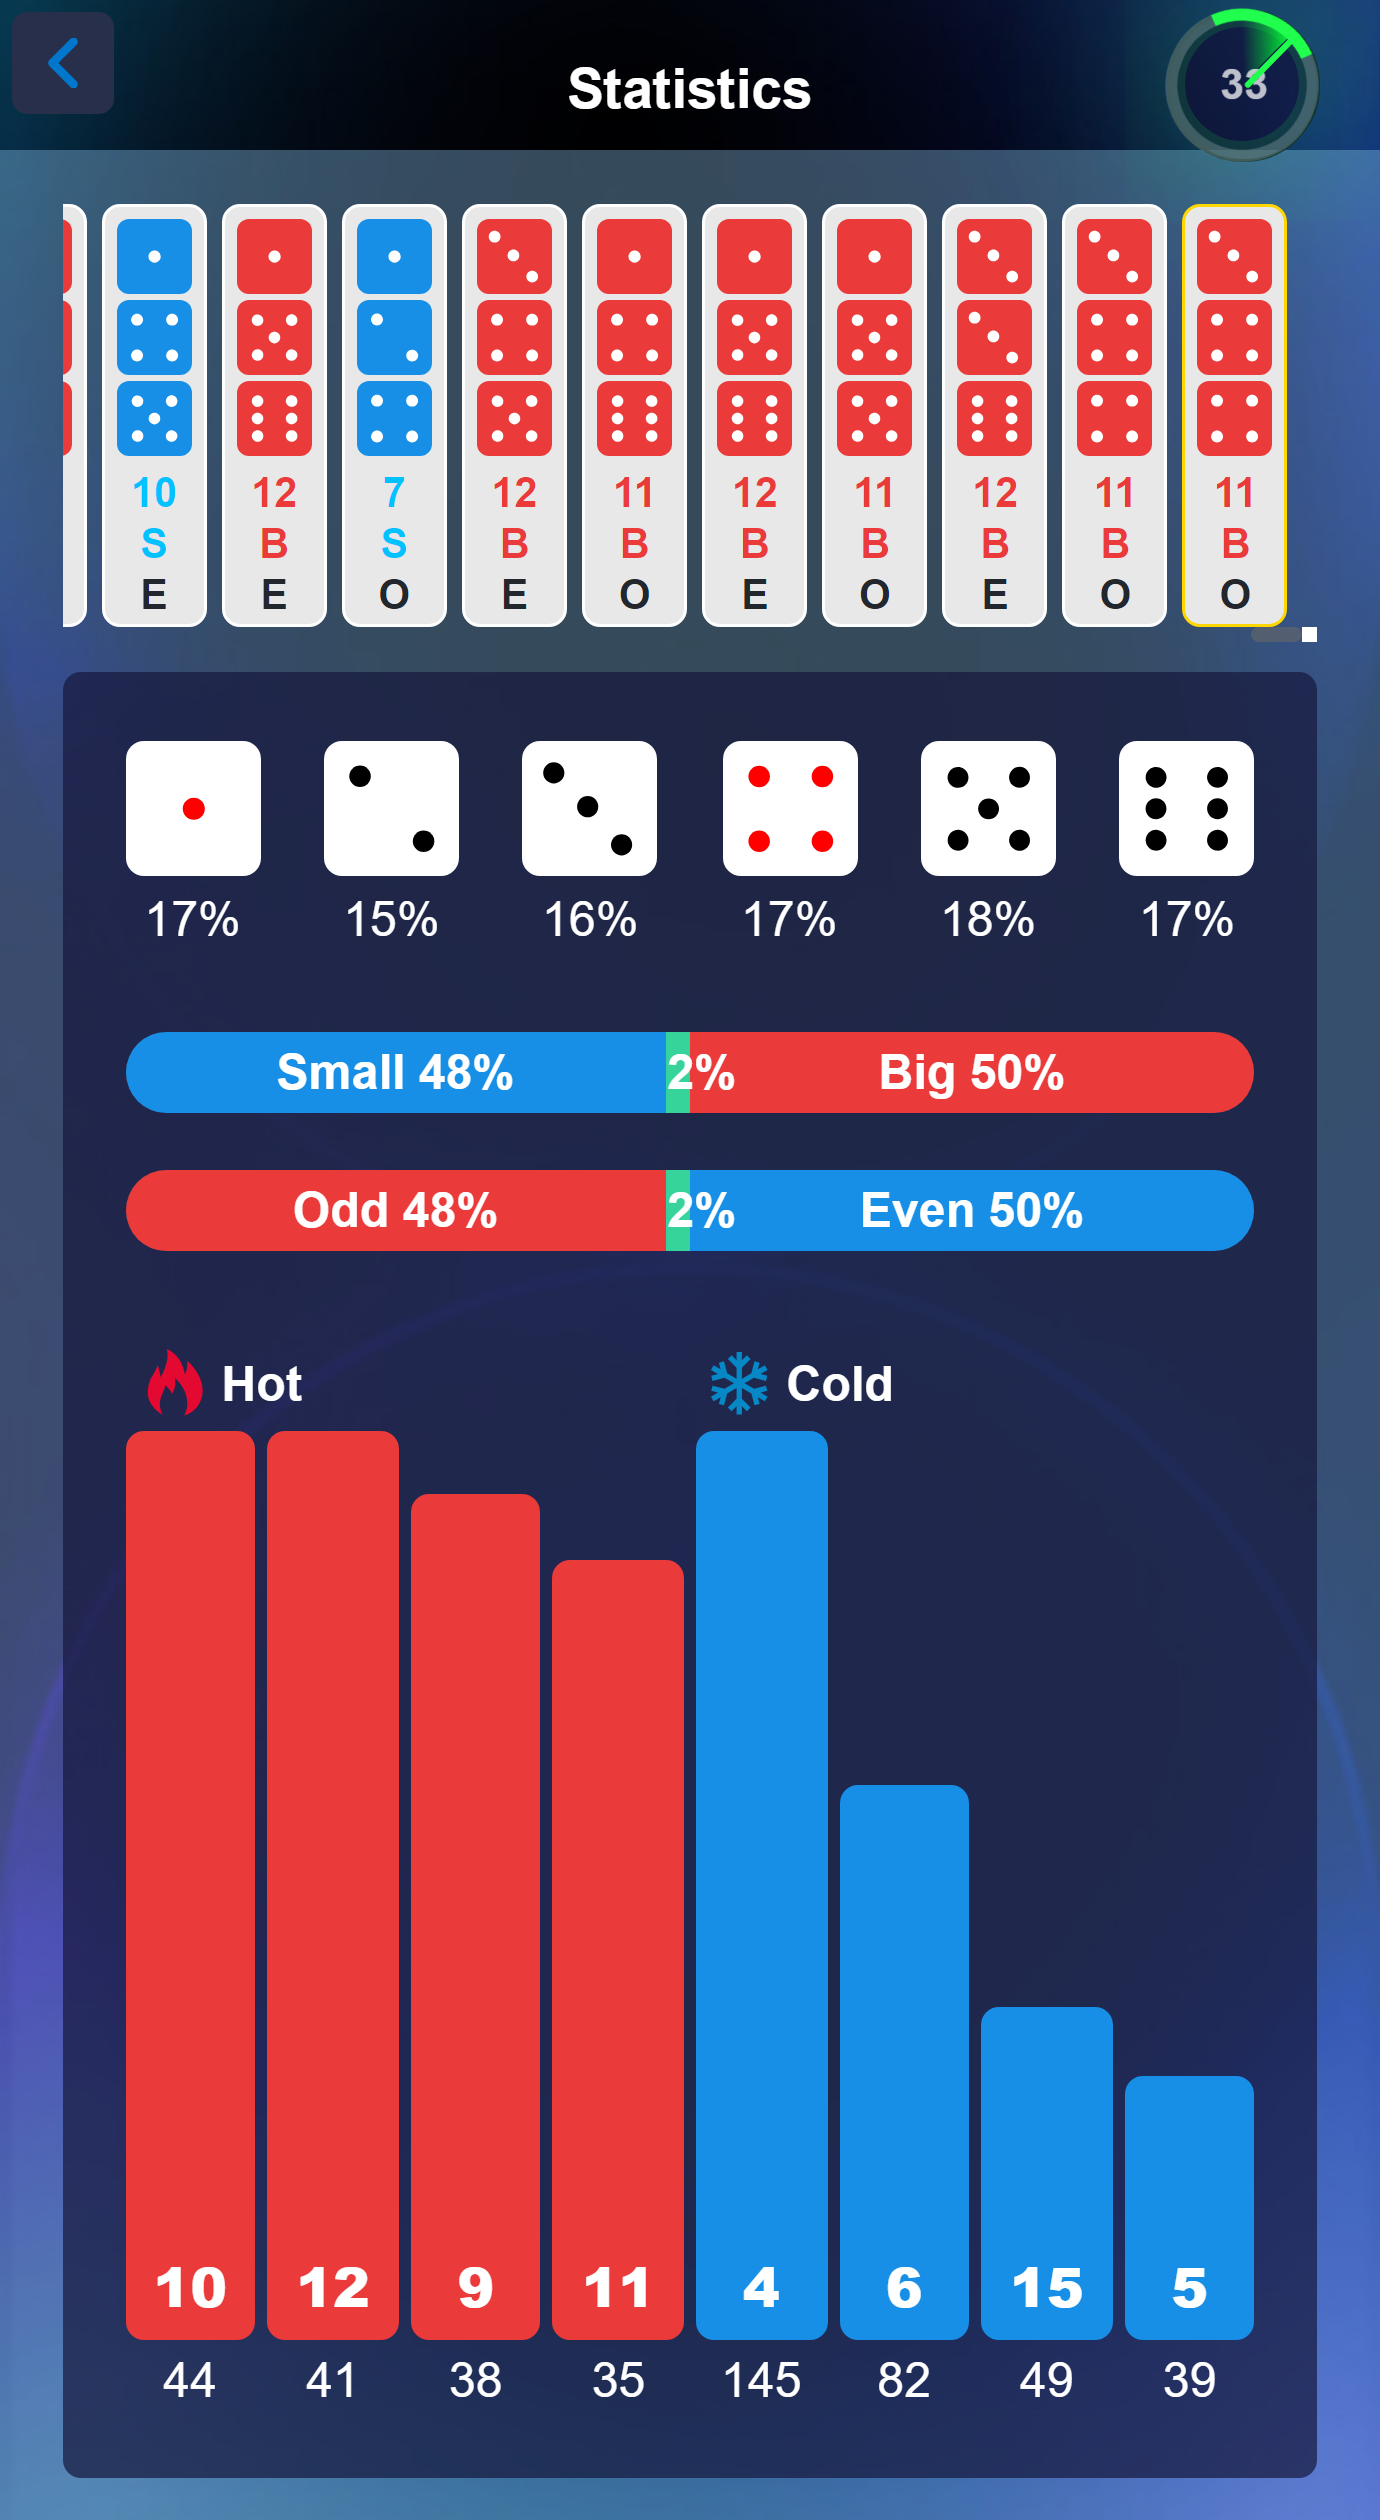 Statistics
33
10 12 7 12 11 12 11 12 11 11
S B S B B B B B B B
E E O E O E O E O O
17% 15% 16% 17% 18% 17%
Small 48% 2% Big 50%
Odd 48% 2% Even 50%
Hot Cold
10 12 9 11 4 6 15 5
44 41 38 35 145 82 49 39